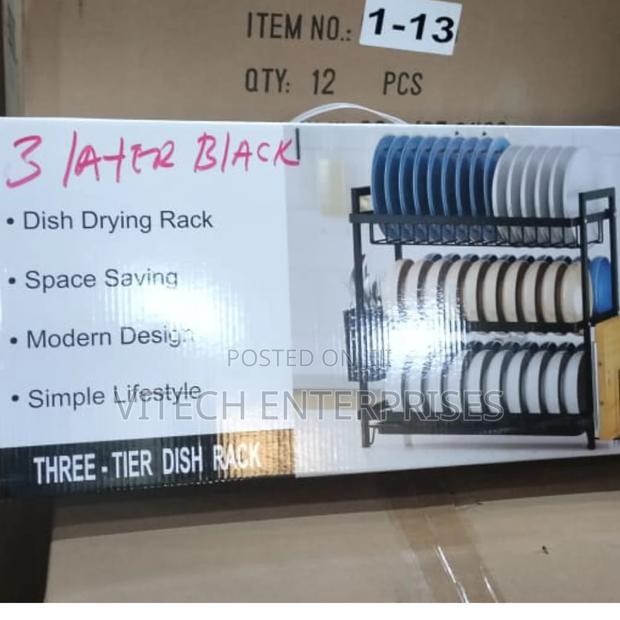 ITEM NO.: 1-13
QTY: 12 PCS
3 lAtER BlACK
• Dish Drying Rack
• Space Saving
• Modern Design
• Simple Lifestyle
THREE - TIER DISH RACK
POSTED ON
VITECH ENTERPRISES